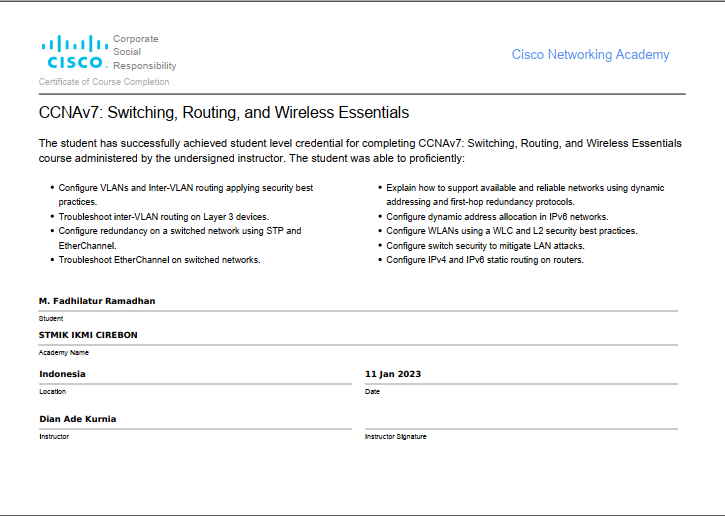 Corporate
Social
Responsibility
CISCO
Cisco Networking Academy
Certificate of Course Completion
CCNAv7: Switching, Routing, and Wireless Essentials
The student has successfully achieved student level credential for completing CCNAv7: Switching, Routing, and Wireless Essentials
course administered by the undersigned instructor. The student was able to proficiently:
• Configure VLANs and Inter-VLAN routing applying security best
practices.
• Troubleshoot inter-VLAN routing on Layer 3 devices.
• Configure redundancy on a switched network using STP and
EtherChannel.
• Troubleshoot EtherChannel on switched networks.
• Explain how to support available and reliable networks using dynamic
addressing and first-hop redundancy protocols.
• Configure dynamic address allocation in IPv6 networks.
• Configure WLANs using a WLC and L2 security best practices.
• Configure switch security to mitigate LAN attacks.
• Configure IPv4 and IPv6 static routing on routers.
M. Fadhilatur Ramadhan
Student
STMIK IKMI CIREBON
Academy Name
Indonesia
Location
11 Jan 2023
Date
Dian Ade Kurnia
Instructor
Instructor Signature